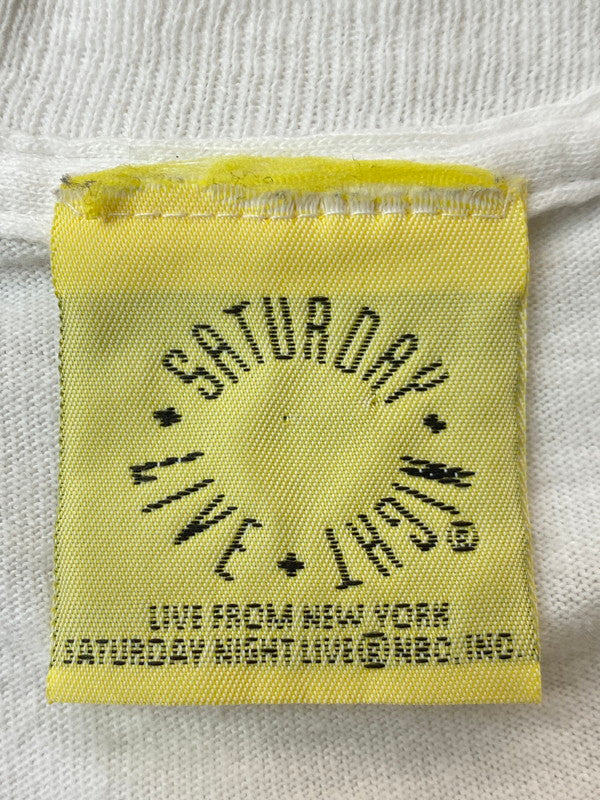 SATURDAY
NIGHT®
LIVE
LIVE FROM NEW YORK
SATURDAY NIGHT LIVE ® NBC, INC.